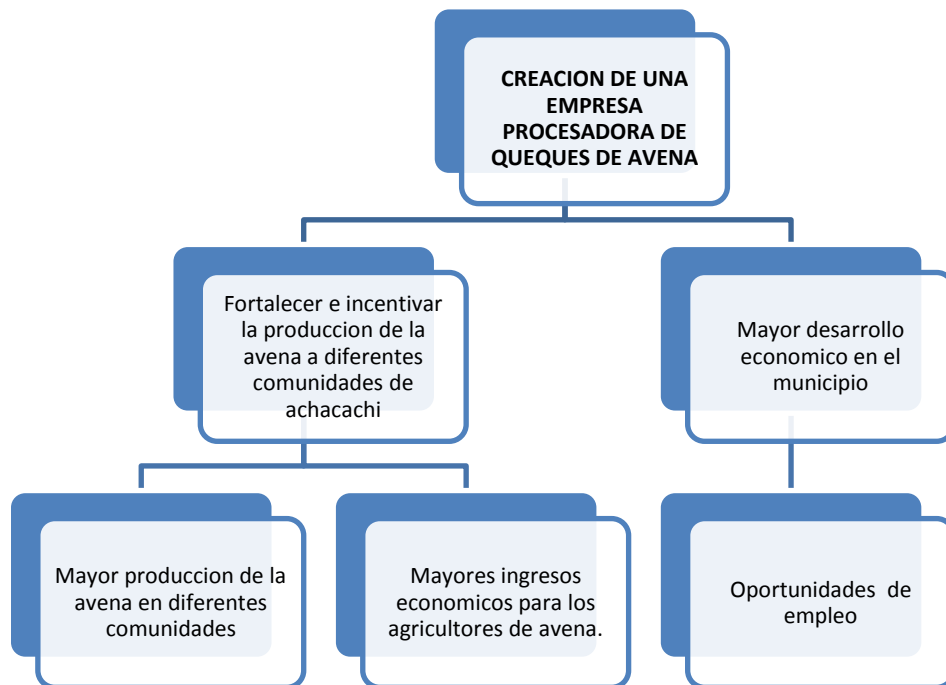 CREACION DE UNA
EMPRESA
PROCESADORA DE
QUEQUES DE AVENA
Fortalecer e incentivar
la produccion de la
avena a diferentes
comunidades de
achacachi
Mayor desarrollo
economico en el
municipio
Mayor produccion de la
avena en diferentes
comunidades
Mayores ingresos
economicos para los
agricultores de avena.
Oportunidades de
empleo